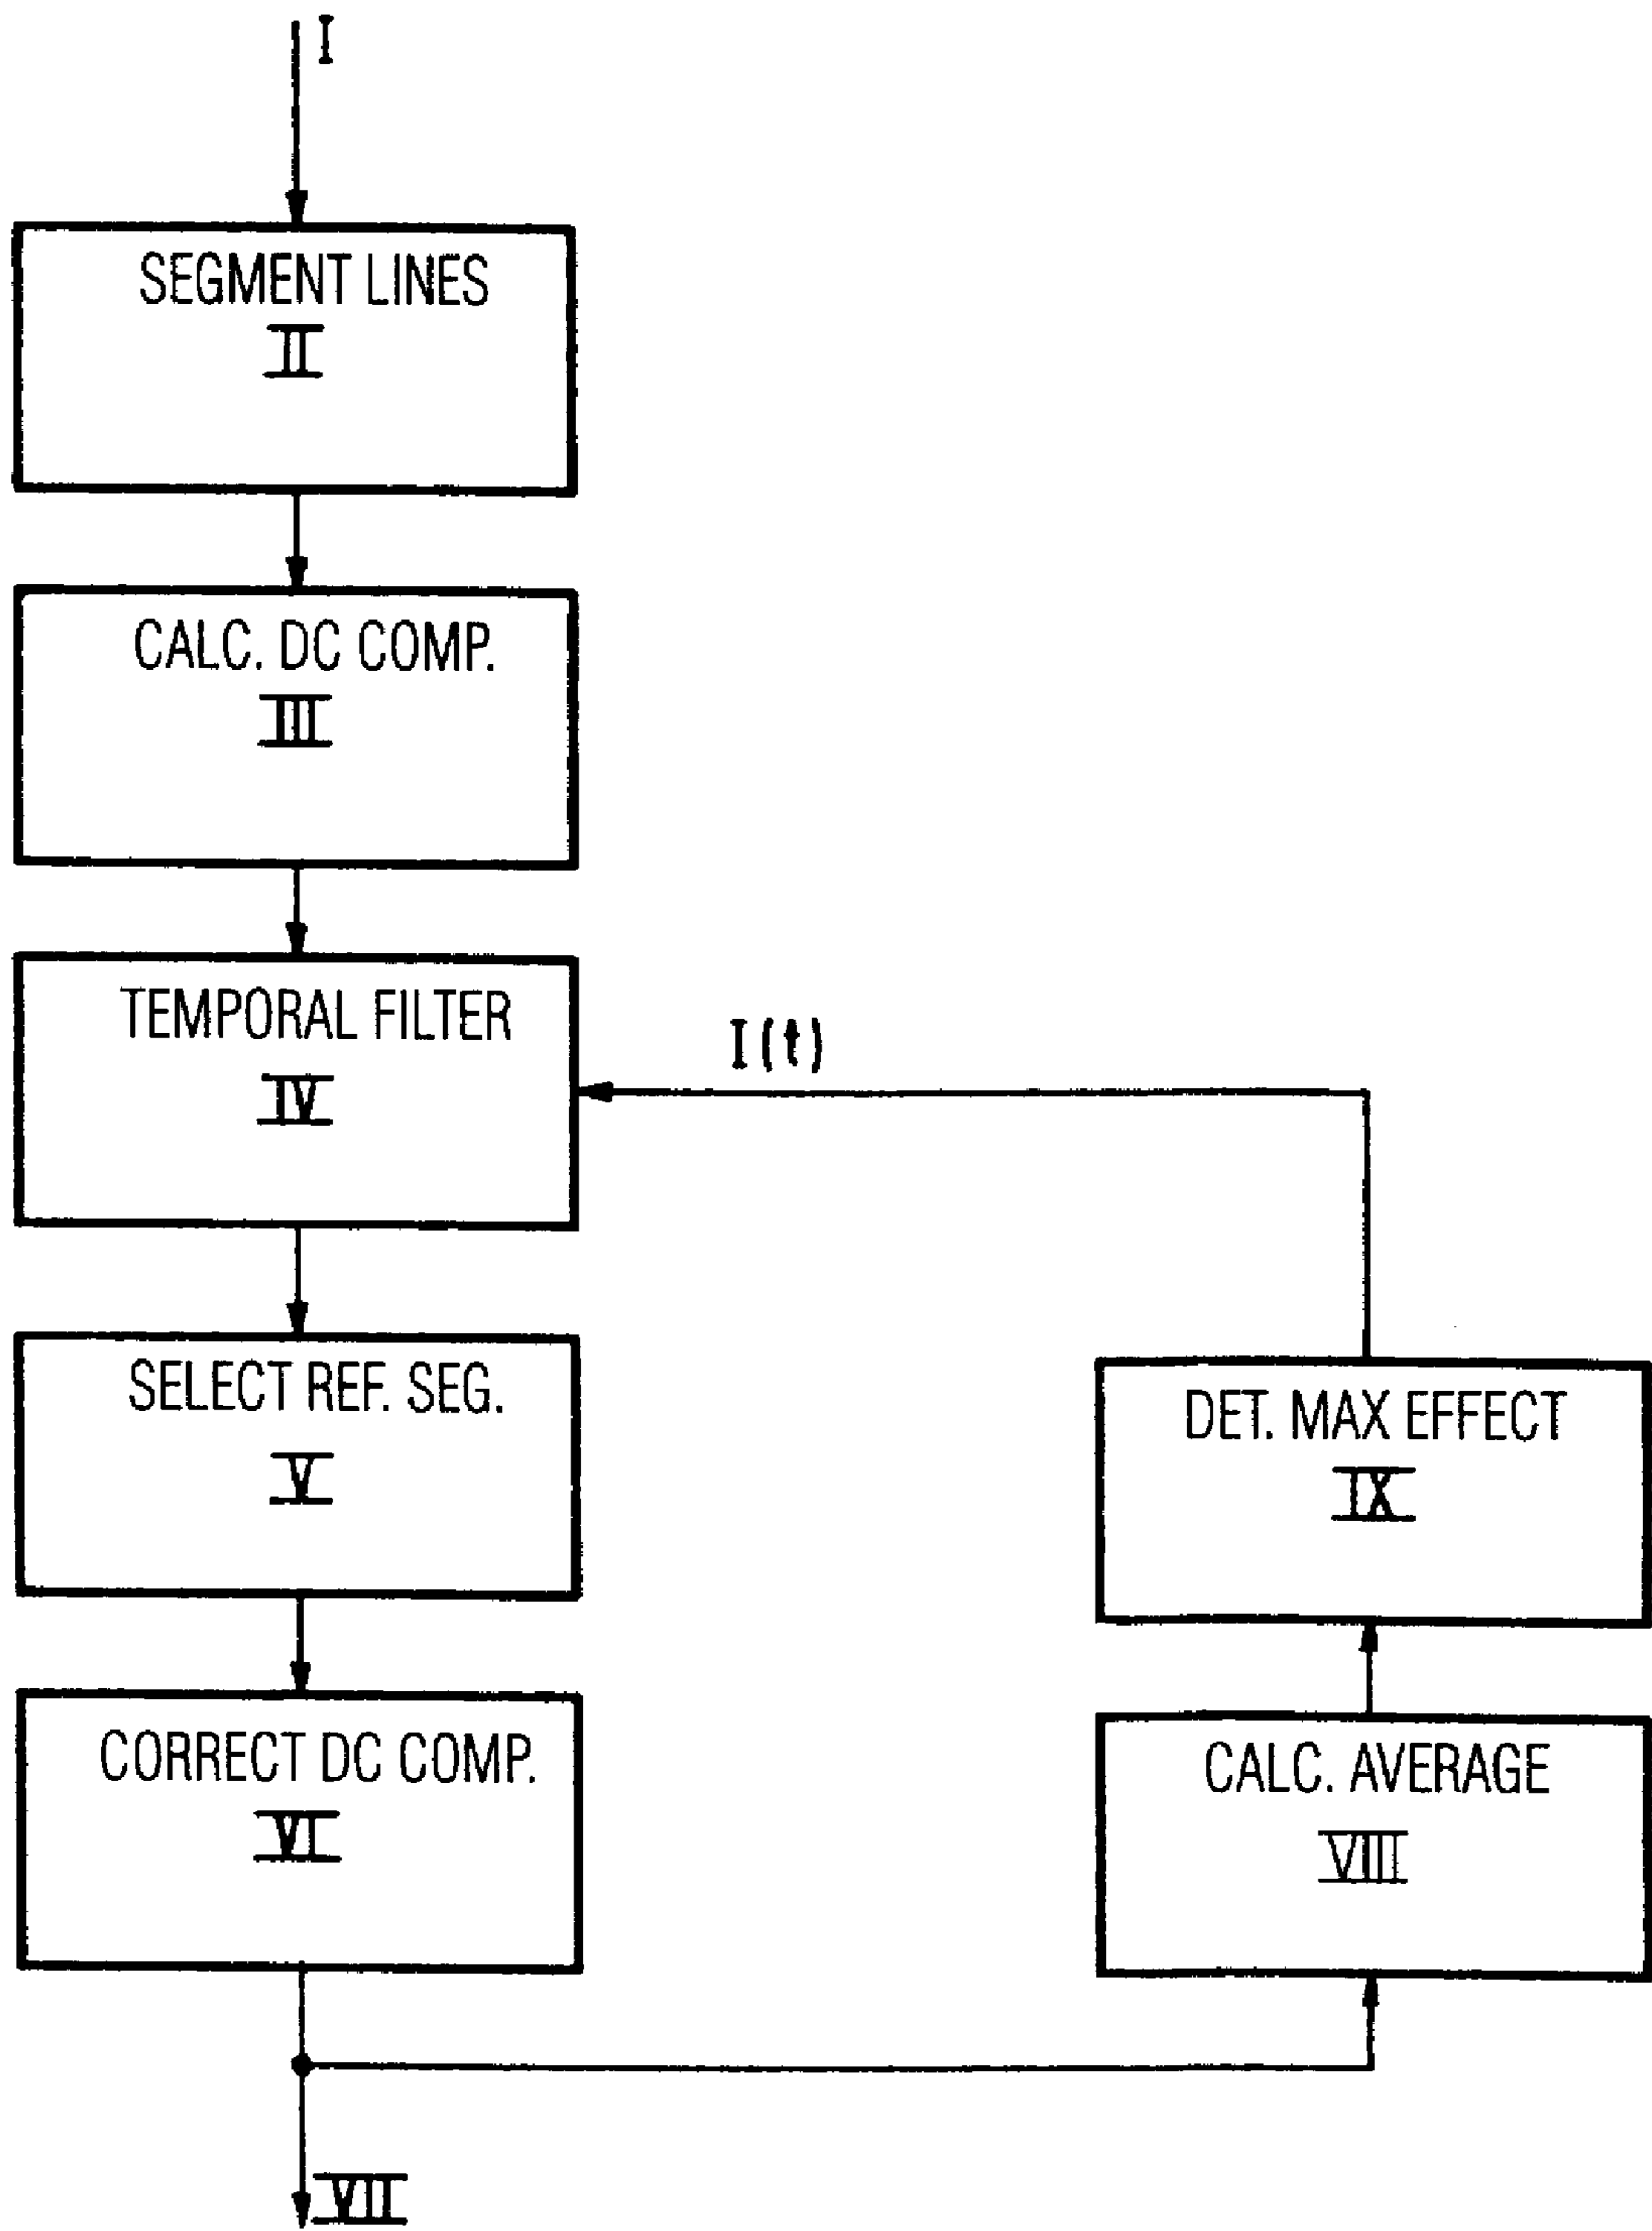 I
SEGMENT LINES
II
CALC. DC COMP.
III
TEMPORAL FILTER
IV
I(t)
SELECT REF. SEG.
V
DET. MAX EFFECT
IX
CORRECT DC COMP.
VI
CALC. AVERAGE
VIII
VII